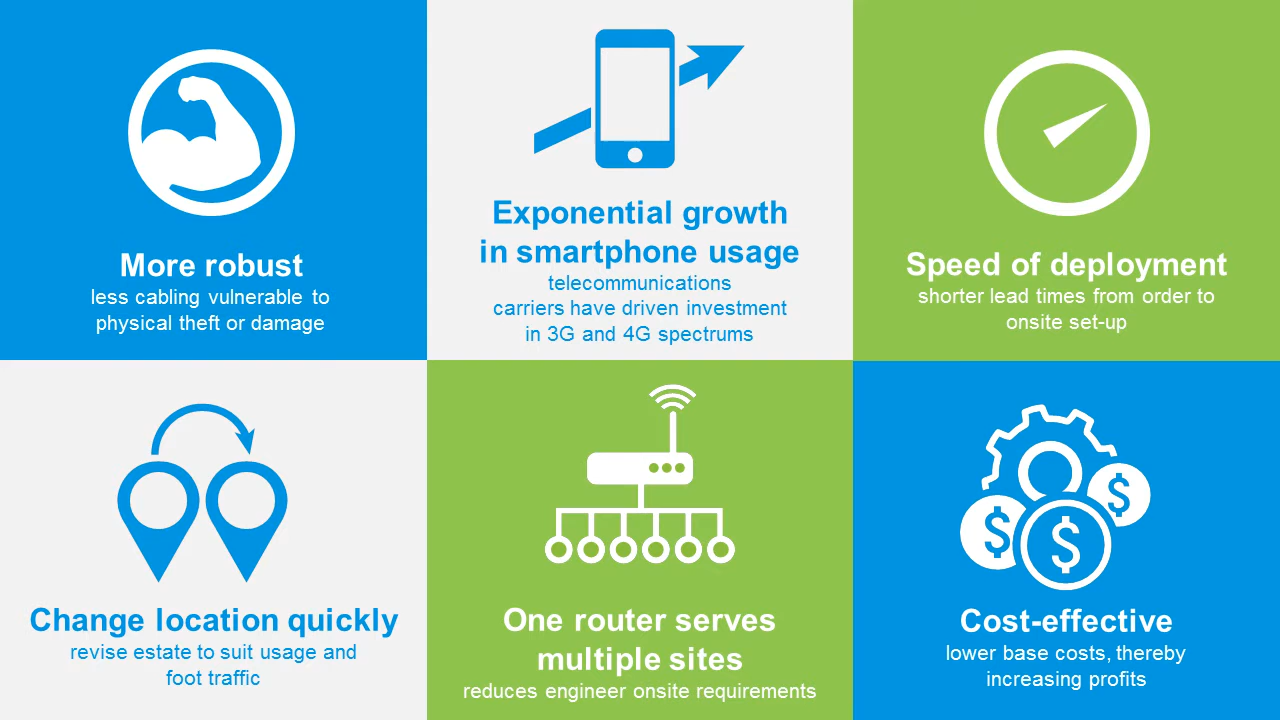 More robust
less cabling vulnerable to
physical theft or damage
Exponential growth
in smartphone usage
telecommunications
carriers have driven investment
in 3G and 4G spectrums
Speed of deployment
shorter lead times from order to
onsite set-up
Change location quickly
revise estate to suit usage and
foot traffic
One router serves
multiple sites
reduces engineer onsite requirements
$
$
$
Cost-effective
lower base costs, thereby
increasing profits